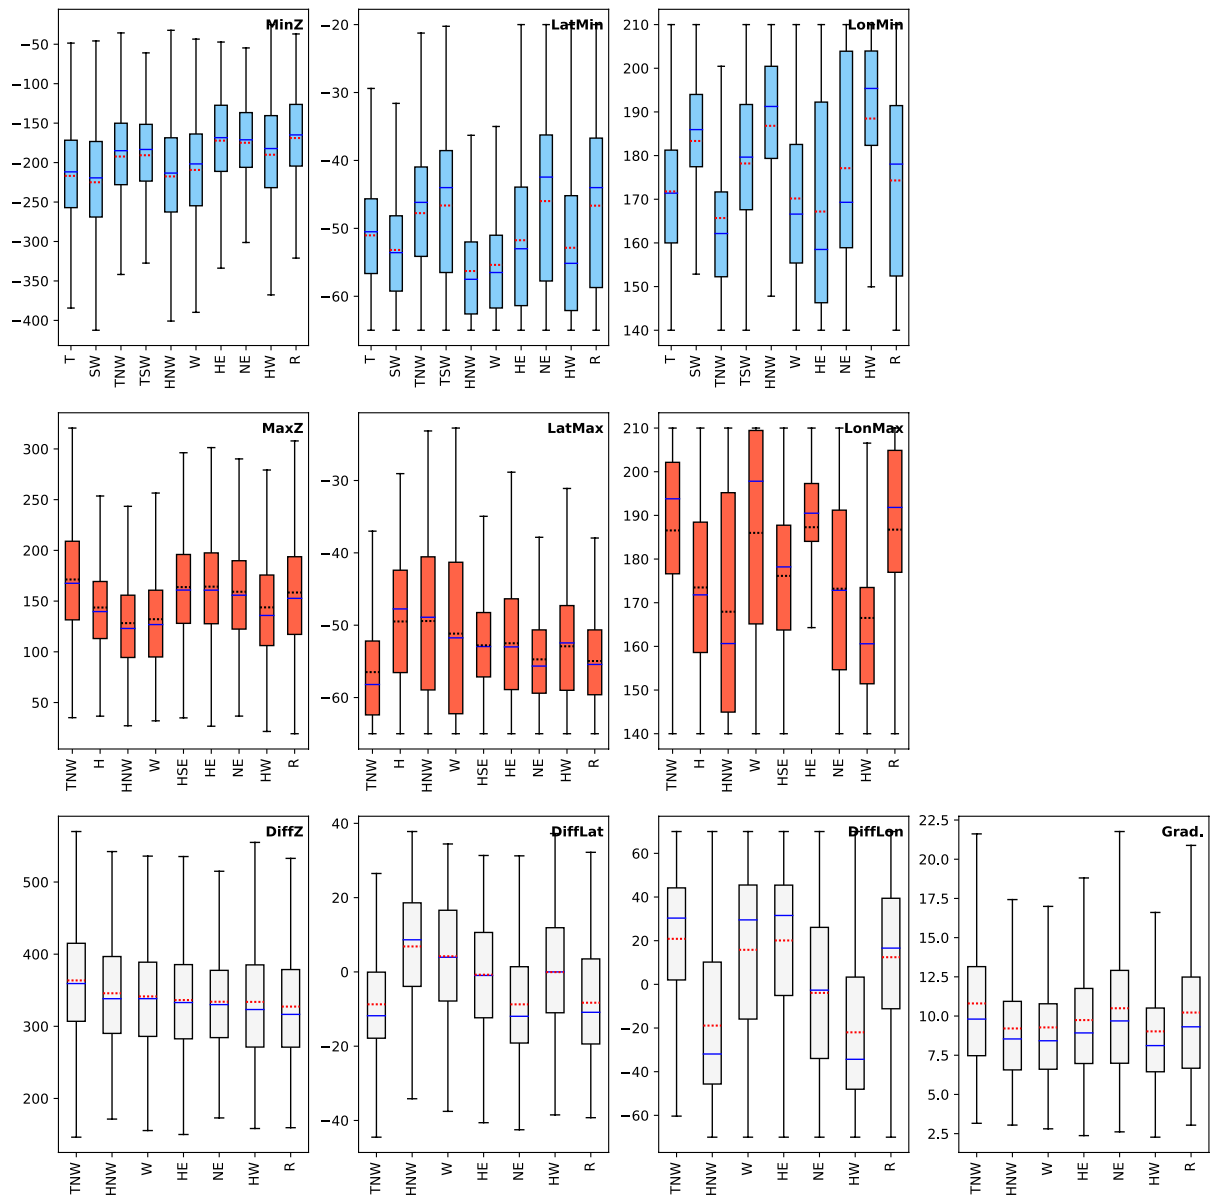 MinZ
−50
−100
−150
−200
−250
−300
−350
−400
T
SW
TNW
TSW
HNW
W
HE
NE
HW
R
LatMin
−20
−30
−40
−50
−60
T
SW
TNW
TSW
HNW
W
HE
NE
HW
R
LonMin
210
200
190
180
170
160
150
140
T
SW
TNW
TSW
HNW
W
HE
NE
HW
R
MaxZ
300
250
200
150
100
50
TNW
H
HNW
W
HSE
HE
NE
HW
R
LatMax
−30
−40
−50
−60
TNW
H
HNW
W
HSE
HE
NE
HW
R
LonMax
210
200
190
180
170
160
150
140
TNW
H
HNW
W
HSE
HE
NE
HW
R
DiffZ
500
400
300
200
TNW
HNW
W
HE
NE
HW
R
DiffLat
40
20
0
−20
−40
TNW
HNW
W
HE
NE
HW
R
DiffLon
60
40
20
0
−20
−40
−60
TNW
HNW
W
HE
NE
HW
R
Grad.
22.5
20.0
17.5
15.0
12.5
10.0
7.5
5.0
2.5
TNW
HNW
W
HE
NE
HW
R